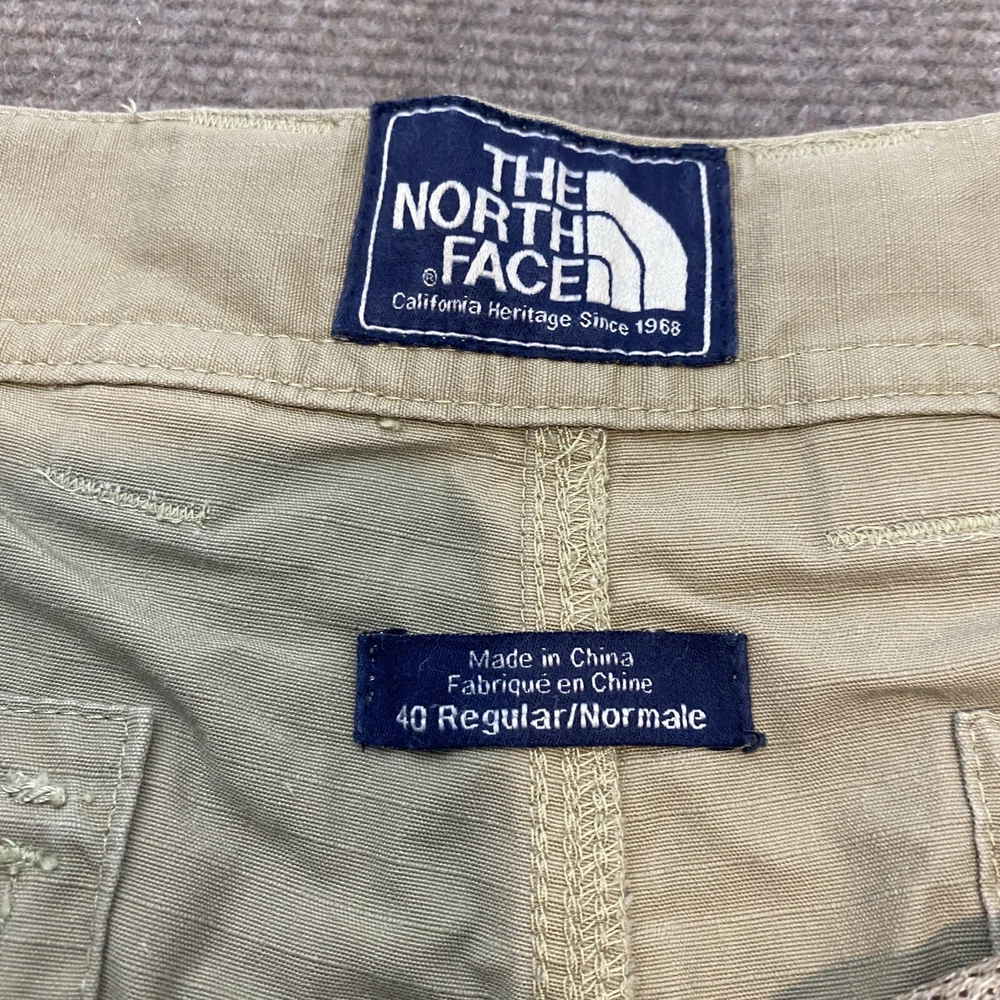 THE
NORTH
FACE
®
California Heritage Since 1968
Made in China
Fabriqué en Chine
40 Regular/Normale